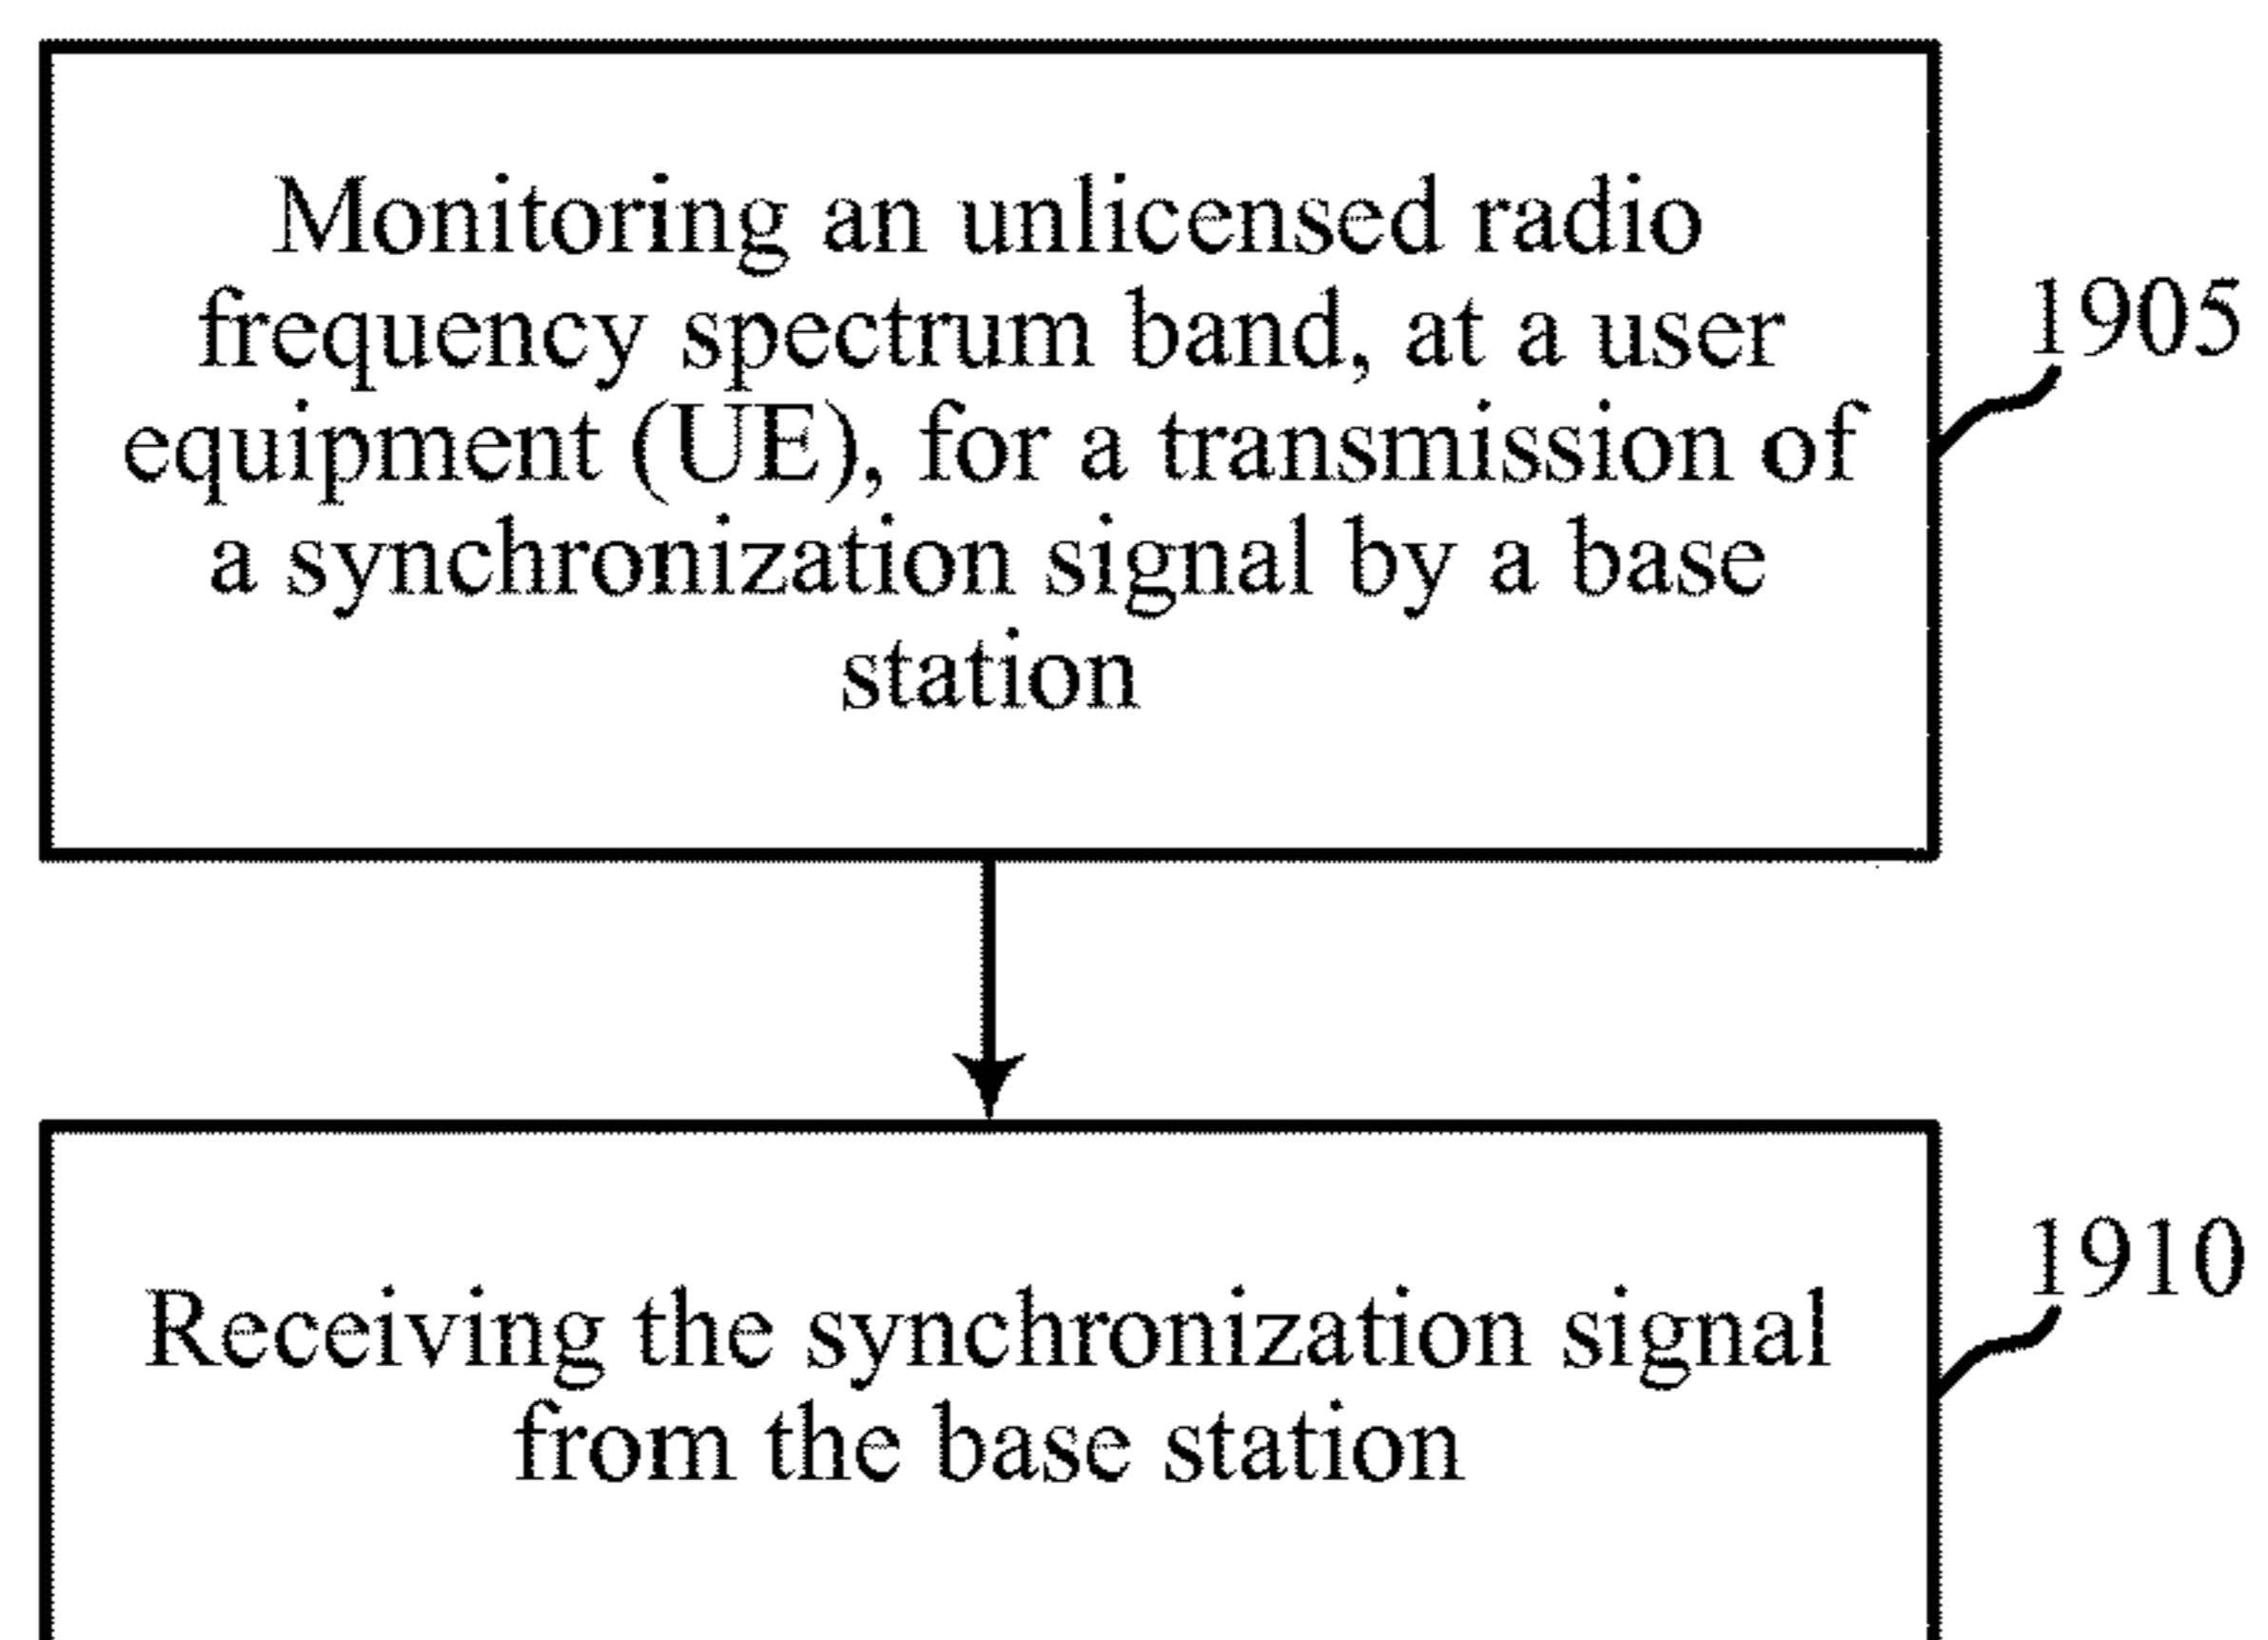 Monitoring an unlicensed radio
frequency spectrum band, at a user
equipment (UE), for a transmission of
a synchronization signal by a base
station
1905
Receiving the synchronization signal
from the base station
1910